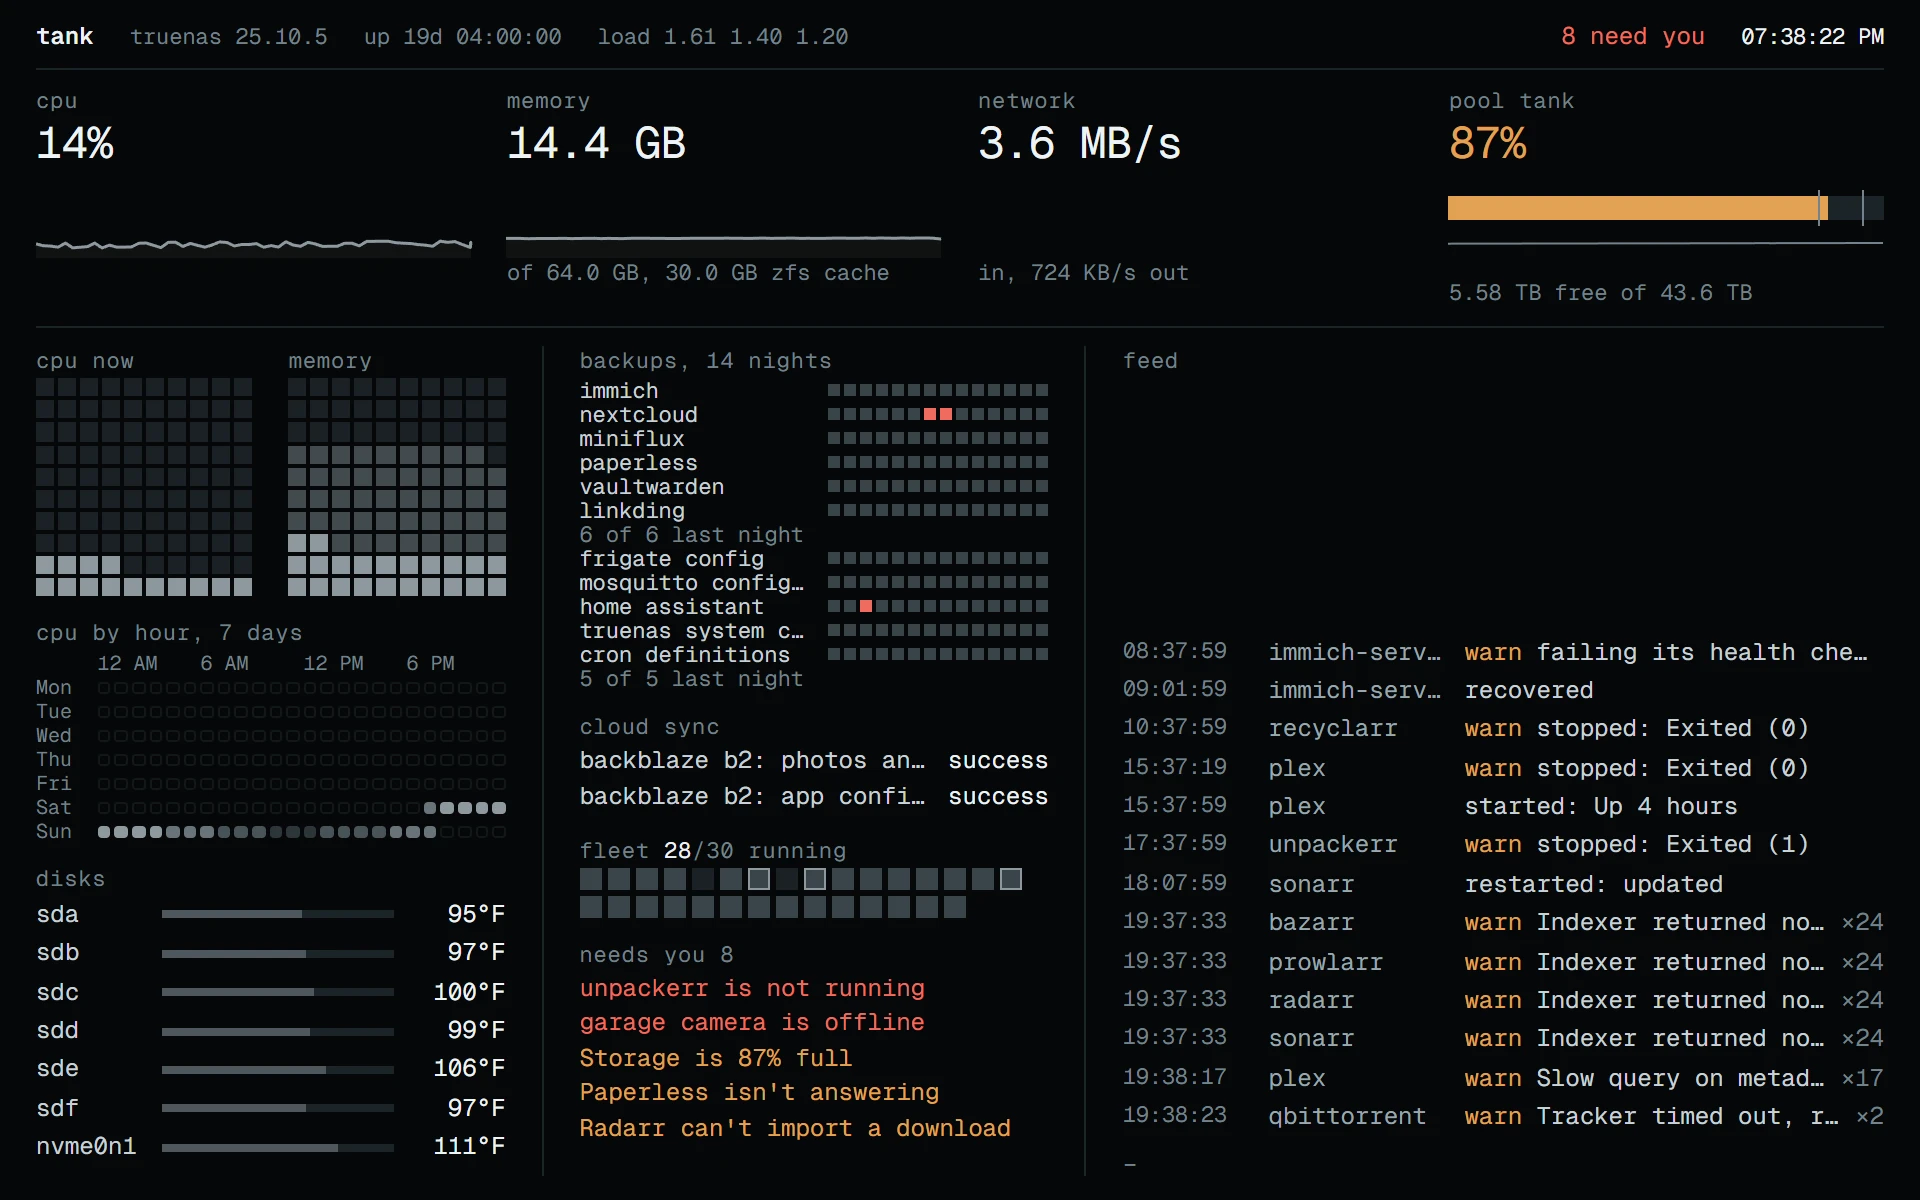 tank truenas 25.10.5 up 19d 04:00:00 load 1.61 1.40 1.20 8 need you 07:38:22 PM
cpu
14%
memory
14.4 GB
of 64.0 GB, 30.0 GB zfs cache
network
3.6 MB/s
in, 724 KB/s out
pool tank
87%
5.58 TB free of 43.6 TB
cpu now
memory
cpu by hour, 7 days
12 AM 6 AM 12 PM 6 PM
Mon
Tue
Wed
Thu
Fri
Sat
Sun
disks
sda 95°F
sdb 97°F
sdc 100°F
sdd 99°F
sde 106°F
sdf 97°F
nvme0n1 111°F
backups, 14 nights
immich
nextcloud
miniflux
paperless
vaultwarden
linkding
6 of 6 last night
frigate config
mosquitto config…
home assistant
truenas system c…
cron definitions
5 of 5 last night
cloud sync
backblaze b2: photos an… success
backblaze b2: app confi… success
fleet 28/30 running
needs you 8
unpackerr is not running
garage camera is offline
Storage is 87% full
Paperless isn't answering
Radarr can't import a download
feed
08:37:59 immich-serv… warn failing its health che…
09:01:59 immich-serv… recovered
10:37:59 recyclarr warn stopped: Exited (0)
15:37:19 plex warn stopped: Exited (0)
15:37:59 plex started: Up 4 hours
17:37:59 unpackerr warn stopped: Exited (1)
18:07:59 sonarr restarted: updated
19:37:33 bazarr warn Indexer returned no… ×24
19:37:33 prowlarr warn Indexer returned no… ×24
19:37:33 radarr warn Indexer returned no… ×24
19:37:33 sonarr warn Indexer returned no… ×24
19:38:17 plex warn Slow query on metad… ×17
19:38:23 qbittorrent warn Tracker timed out, r… ×2